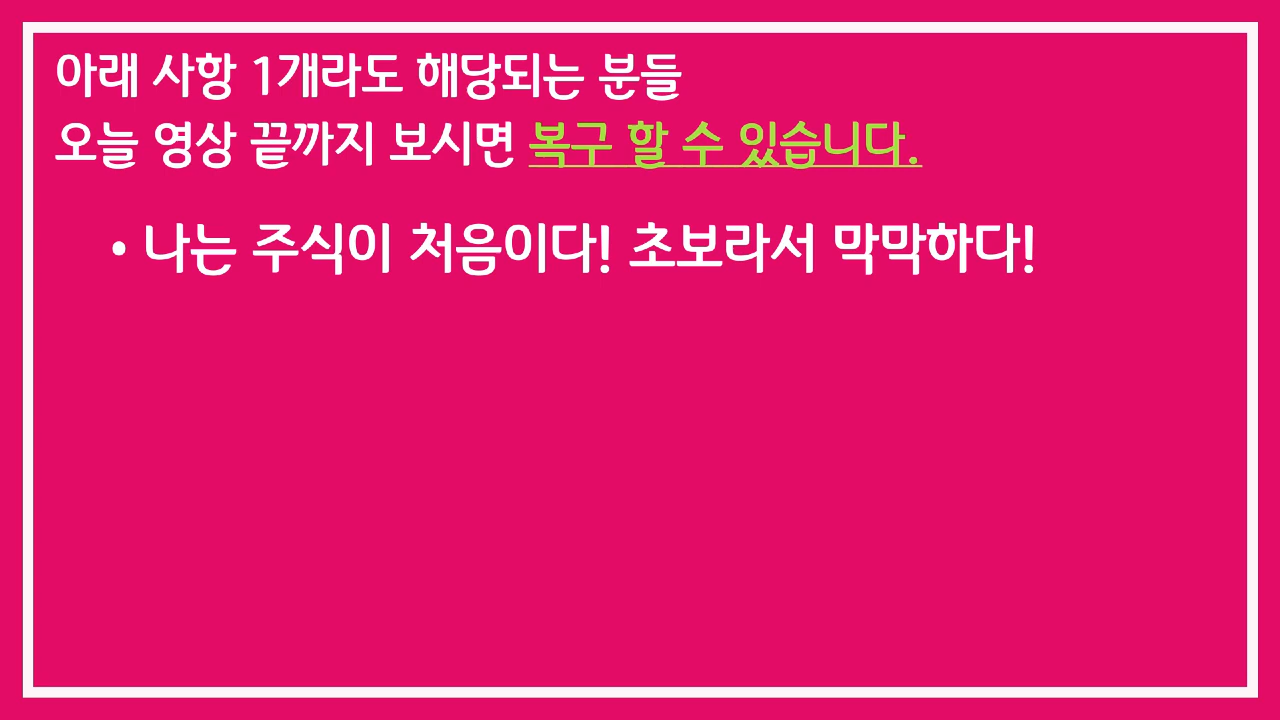 아래 사항 1개라도 해당되는 분들
오늘 영상 끝까지 보시면 복구 할 수 있습니다.
• 나는 주식이 처음이다! 초보라서 막막하다!